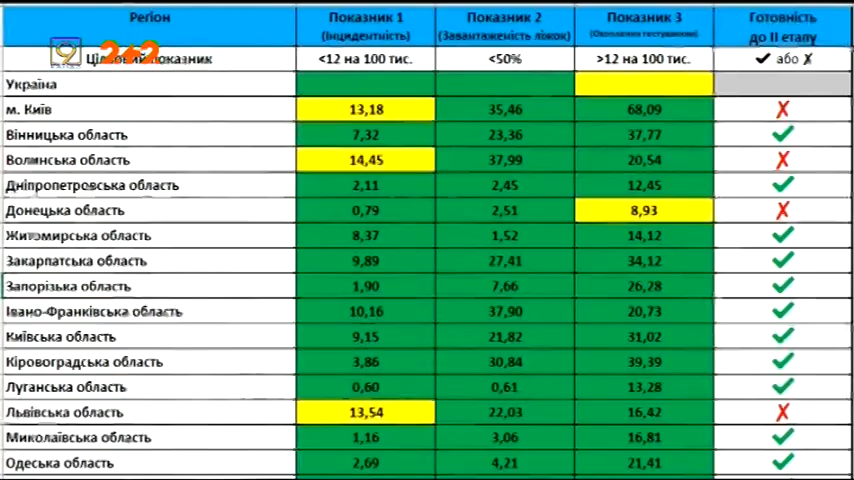 Регіон Показник 1 Показник 2 Показник 3 Готовність
(Інцидентність) (Завантаженість ліжок) (Охоплення тестуванням) до ІІ етапу
9 КАНАЛ 2+2
Цільовий показник <12 на 100 тис. <50% >12 на 100 тис. ✔ або ✗
Україна
м. Київ 13,18 35,46 68,09 ✗
Вінницька область 7,32 23,36 37,77 ✔
Волинська область 14,45 37,99 20,54 ✗
Дніпропетровська область 2,11 2,45 12,45 ✔
Донецька область 0,79 2,51 8,93 ✗
Житомирська область 8,37 1,52 14,12 ✔
Закарпатська область 9,89 27,41 34,12 ✔
Запорізька область 1,90 7,66 26,28 ✔
Івано-Франківська область 10,16 37,90 20,73 ✔
Київська область 9,15 21,82 31,02 ✔
Кіровоградська область 3,86 30,84 39,39 ✔
Луганська область 0,60 0,61 13,28 ✔
Львівська область 13,54 22,03 16,42 ✗
Миколаївська область 1,16 3,06 16,81 ✔
Одеська область 2,69 4,21 21,41 ✔